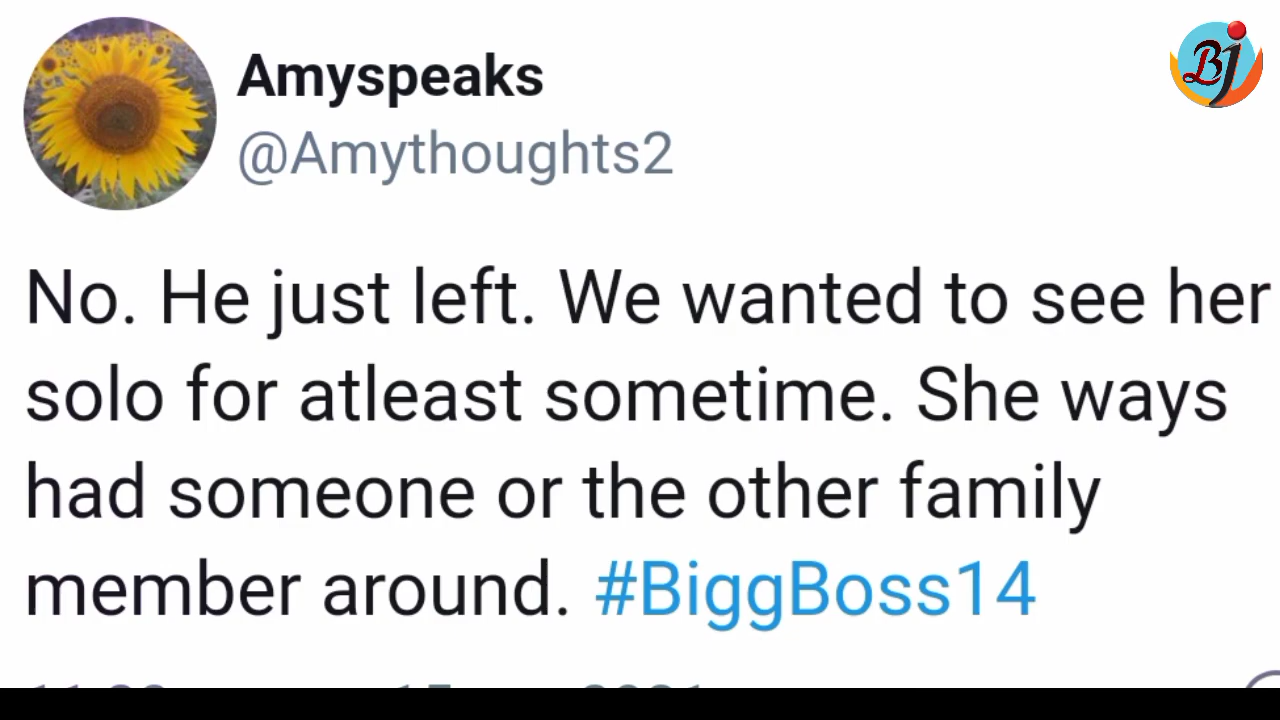 Amyspeaks
@Amythoughts2
BJ
No. He just left. We wanted to see her
solo for atleast sometime. She ways
had someone or the other family
member around. #BiggBoss14